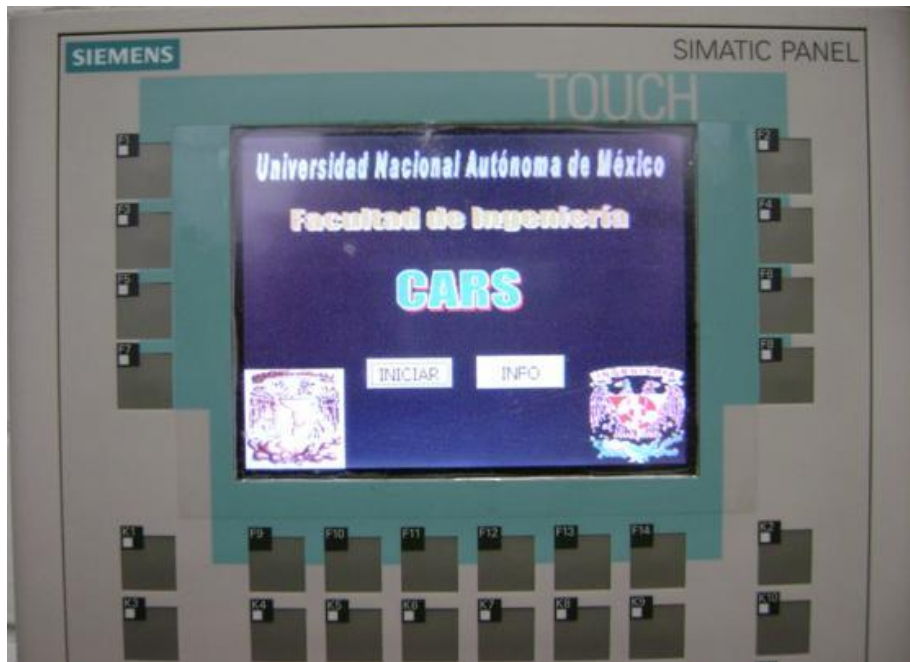 SIEMENS
SIMATIC PANEL
TOUCH
F1
F2
Universidad Nacional Autónoma de México
Facultad de Ingeniería
F3
F4
CARS
F5
F6
F7
F8
INICIAR
INFO
INGENIERIA
K1
F9
F10
F11
F12
F13
F14
K2
K3
K4
K5
K6
K7
K8
K9
K10